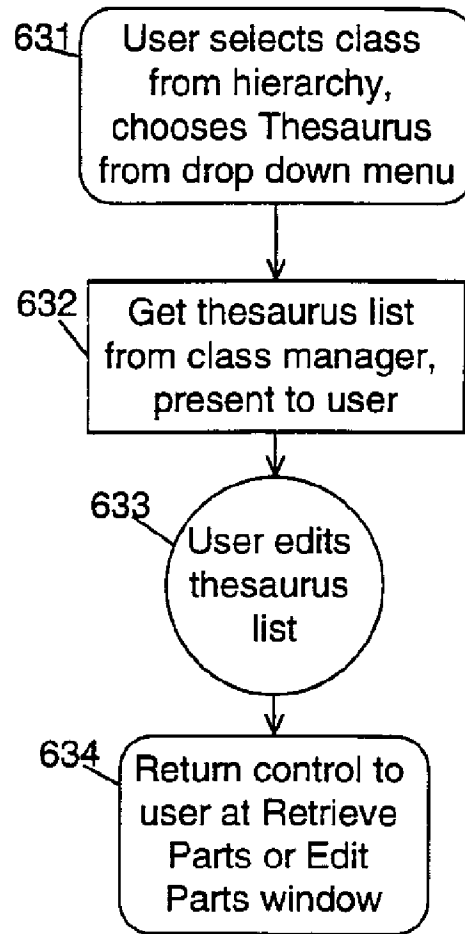 631
User selects class
from hierarchy,
chooses Thesaurus
from drop down menu
632
Get thesaurus list
from class manager,
present to user
633
User edits
thesaurus
list
634
Return control to
user at Retrieve
Parts or Edit
Parts window